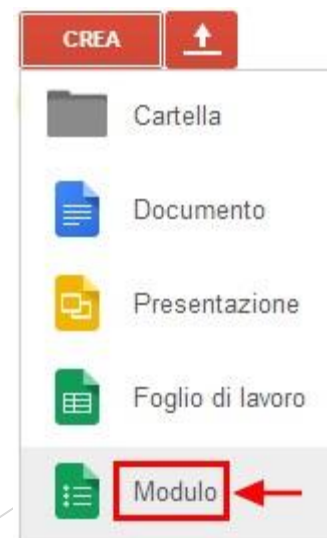 CREA
Cartella
Documento
Presentazione
Foglio di lavoro
Modulo